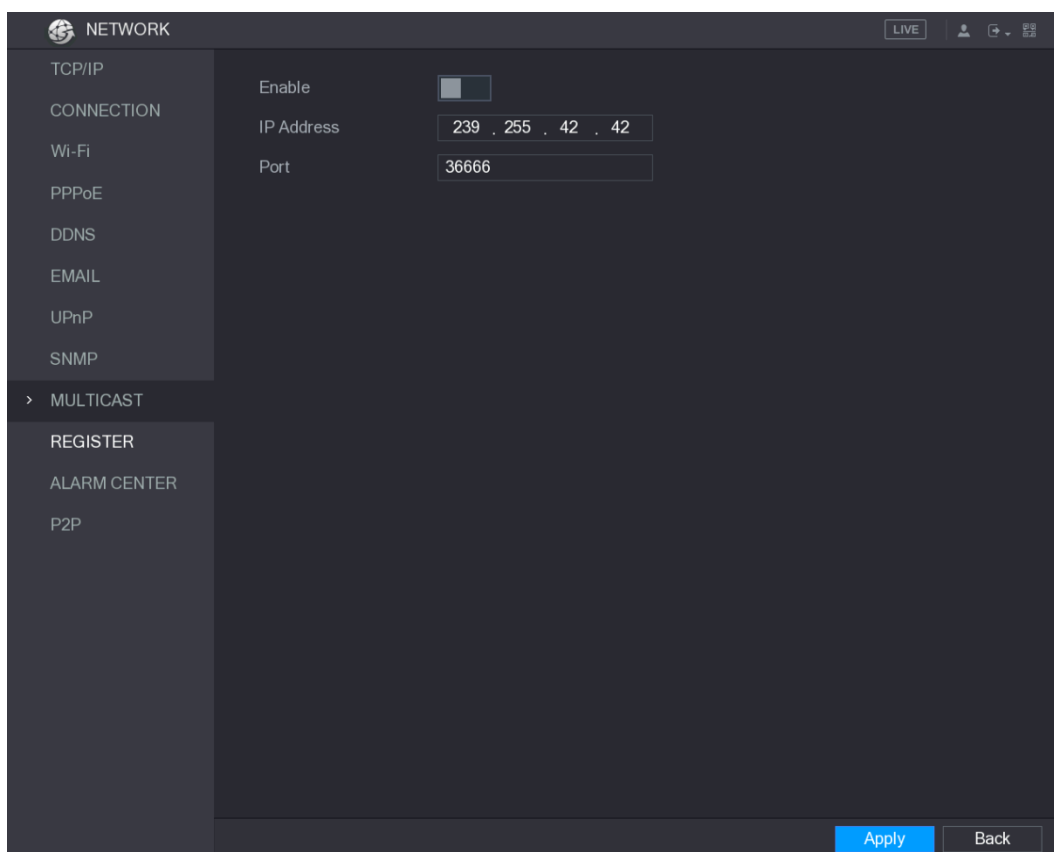 NETWORK
LIVE
TCP/IP
CONNECTION
Wi-Fi
PPPoE
DDNS
EMAIL
UPnP
SNMP
MULTICAST
REGISTER
ALARM CENTER
P2P
Enable
IP Address 239 . 255 . 42 . 42
Port 36666
Apply Back